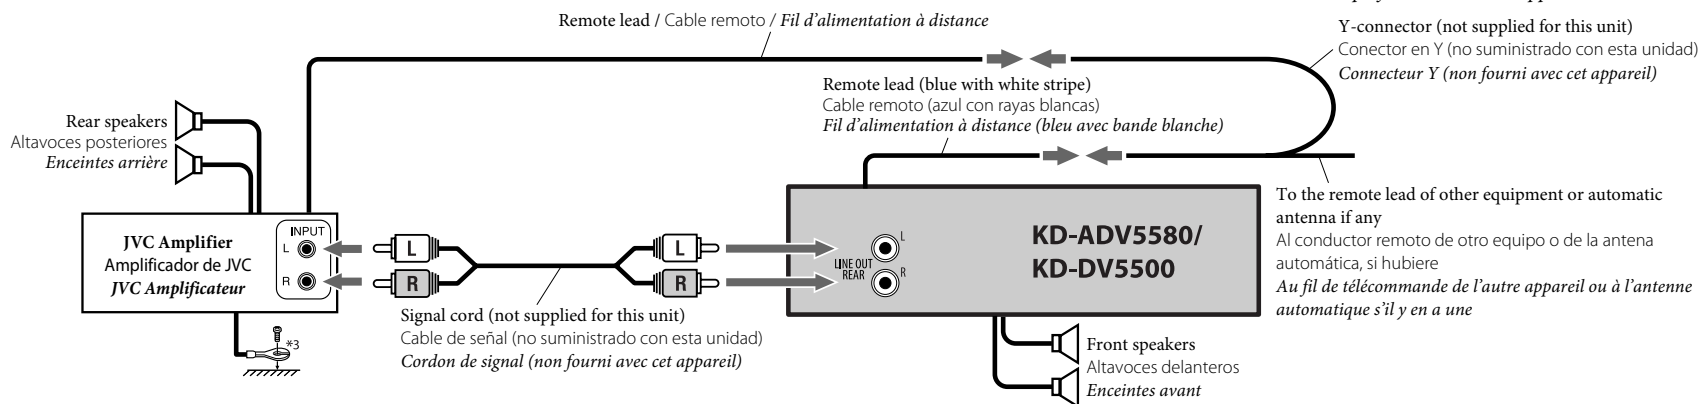 Remote lead / Cable remoto / Fil d'alimentation à distance
Y-connector (not supplied for this unit)
Conector en Y (no suministrado con esta unidad)
Connecteur Y (non fourni avec cet appareil)
Remote lead (blue with white stripe)
Cable remoto (azul con rayas blancas)
Fil d'alimentation à distance (bleu avec bande blanche)
Rear speakers
Altavoces posteriores
Enceintes arrière
To the remote lead of other equipment or automatic
antenna if any
Al conductor remoto de otro equipo o de la antena
automática, si hubiere
Au fil de télécommande de l'autre appareil ou à l'antenne
automatique s'il y en a une
JVC Amplifier
Amplificador de JVC
JVC Amplificateur
INPUT
L
R
L
R
L
R
LINE OUT
REAR
L
R
KD-ADV5580/
KD-DV5500
Signal cord (not supplied for this unit)
Cable de señal (no suministrado con esta unidad)
Cordon de signal (non fourni avec cet appareil)
*3
Front speakers
Altavoces delanteros
Enceintes avant